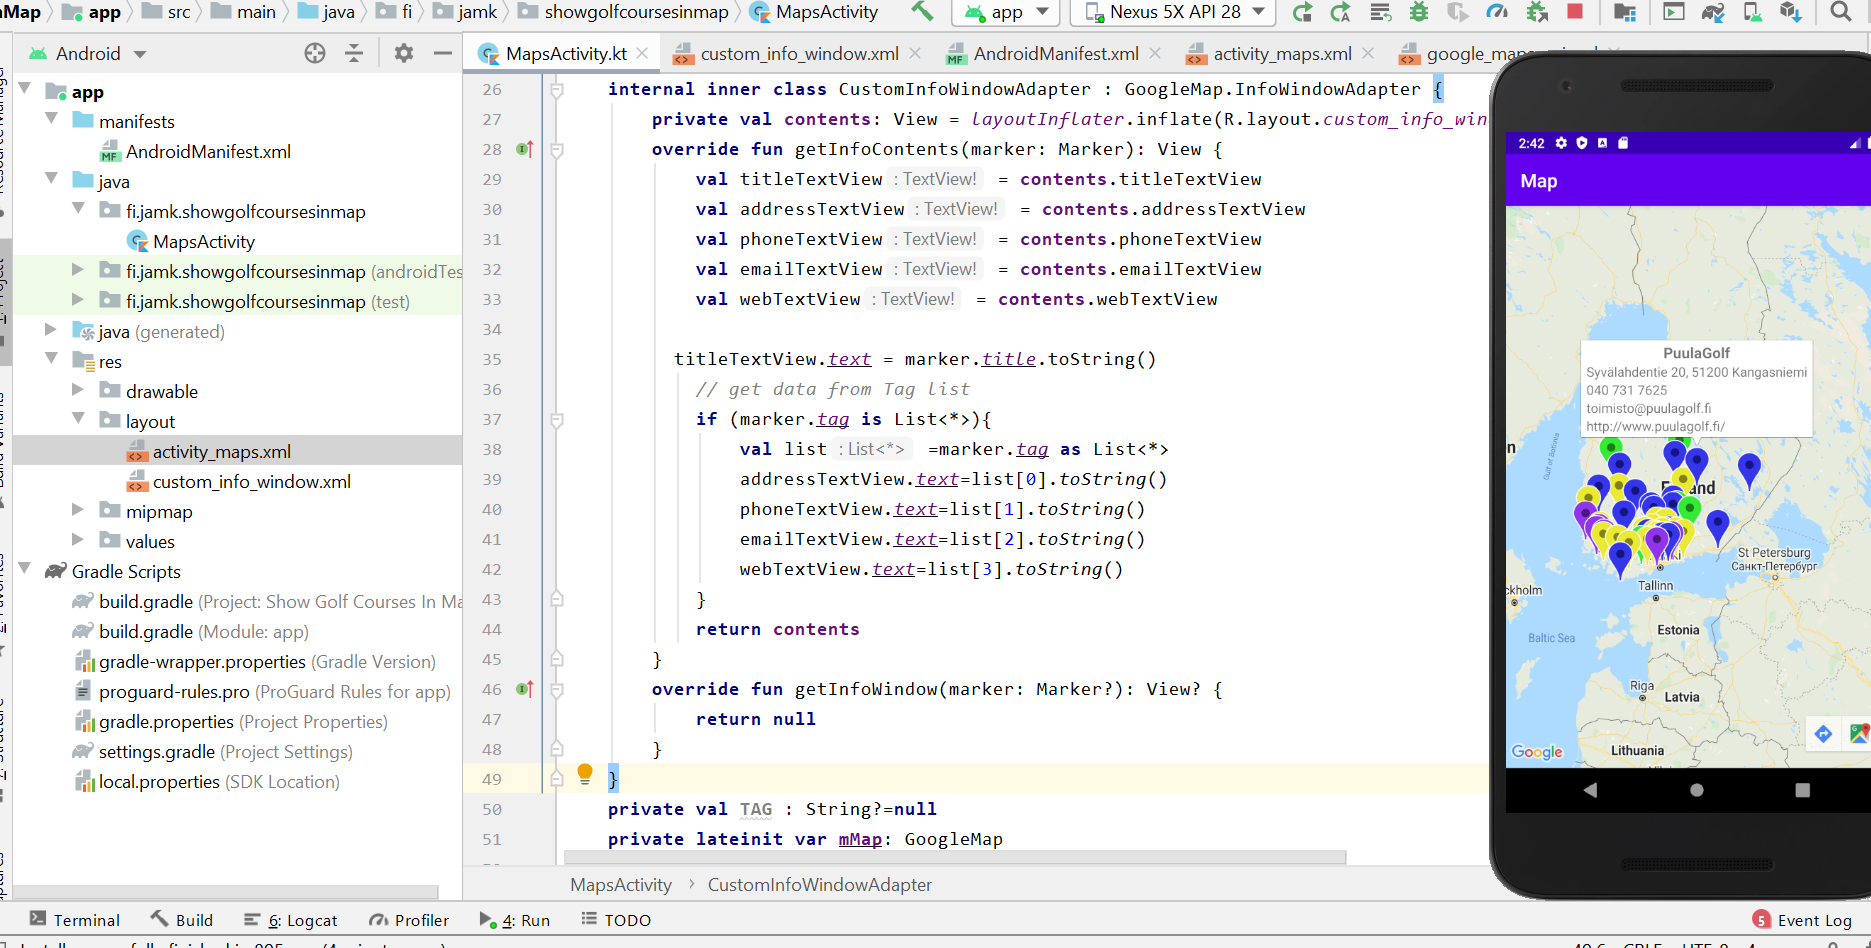 app src main java fi jamk showgolfcoursesinmap MapsActivity app Nexus 5X API 28
Android
MapsActivity.kt custom_info_window.xml AndroidManifest.xml activity_maps.xml
app
manifests
AndroidManifest.xml
java
fi.jamk.showgolfcoursesinmap
MapsActivity
fi.jamk.showgolfcoursesinmap (androidTes
fi.jamk.showgolfcoursesinmap (test)
java (generated)
res
drawable
layout
activity_maps.xml
custom_info_window.xml
mipmap
values
Gradle Scripts
build.gradle (Project: Show Golf Courses In Ma
build.gradle (Module: app)
gradle-wrapper.properties (Gradle Version)
proguard-rules.pro (ProGuard Rules for app)
gradle.properties (Project Properties)
settings.gradle (Project Settings)
local.properties (SDK Location)
26 internal inner class CustomInfoWindowAdapter : GoogleMap.InfoWindowAdapter {
27 private val contents: View = layoutInflater.inflate(R.layout.custom_info_win
28 override fun getInfoContents(marker: Marker): View {
29 val titleTextView : TextView! = contents.titleTextView
30 val addressTextView : TextView! = contents.addressTextView
31 val phoneTextView : TextView! = contents.phoneTextView
32 val emailTextView : TextView! = contents.emailTextView
33 val webTextView : TextView! = contents.webTextView
34
35 titleTextView.text = marker.title.toString()
36 // get data from Tag list
37 if (marker.tag is List<*>){
38 val list : List<*> =marker.tag as List<*>
39 addressTextView.text=list[0].toString()
40 phoneTextView.text=list[1].toString()
41 emailTextView.text=list[2].toString()
42 webTextView.text=list[3].toString()
43 }
44 return contents
45 }
46 override fun getInfoWindow(marker: Marker?): View? {
47 return null
48 }
49 }
50 private val TAG : String?=null
51 private lateinit var mMap: GoogleMap
MapsActivity › CustomInfoWindowAdapter
2:42
Map
PuulaGolf
Syvälahdentie 20, 51200 Kangasniemi
040 731 7625
toimisto@puulagolf.fi
http://www.puulagolf.fi/
Gulf of Bothnia
St Petersburg
Санкт-Петербург
Tallinn
Estonia
Baltic Sea
Riga
Latvia
Lithuania
Google
Terminal Build 6: Logcat Profiler 4: Run TODO
5 Event Log